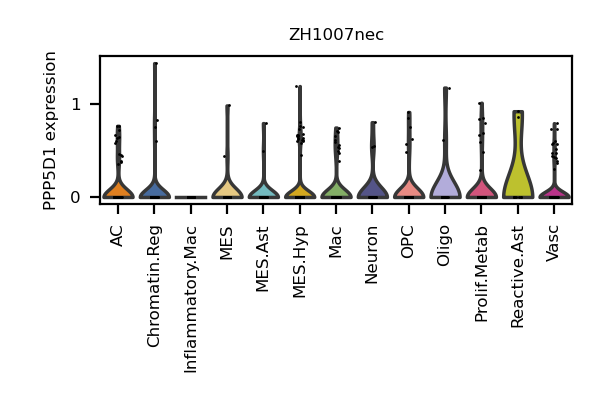 ZH1007nec
PPP5D1 expression
1
0
AC
Chromatin.Reg
Inflammatory.Mac
MES
MES.Ast
MES.Hyp
Mac
Neuron
OPC
Oligo
Prolif.Metab
Reactive.Ast
Vasc